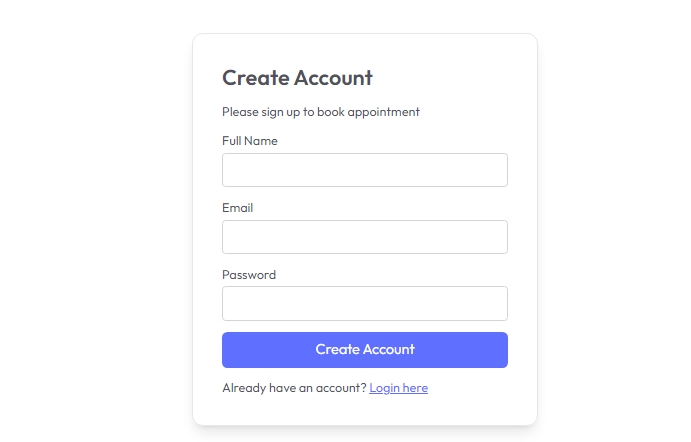 Create Account
Please sign up to book appointment
Full Name
Email
Password
Create Account
Already have an account? Login here